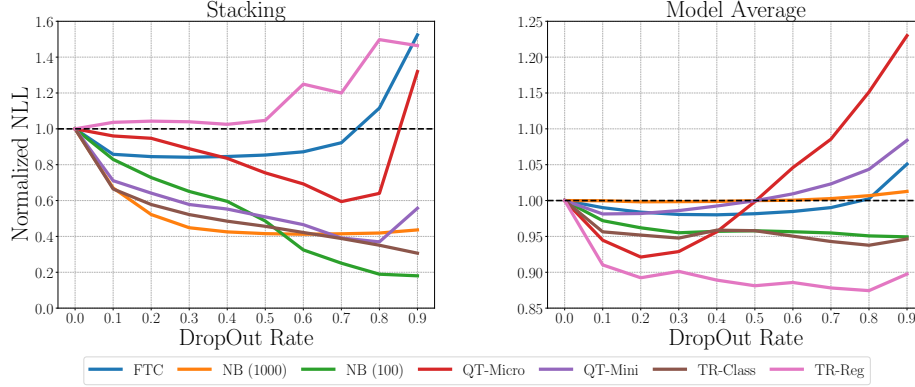 Stacking
Normalized NLL
1.6
1.4
1.2
1.0
0.8
0.6
0.4
0.2
0.0
0.0 0.1 0.2 0.3 0.4 0.5 0.6 0.7 0.8 0.9
DropOut Rate
Model Average
1.25
1.20
1.15
1.10
1.05
1.00
0.95
0.90
0.85
0.0 0.1 0.2 0.3 0.4 0.5 0.6 0.7 0.8 0.9
DropOut Rate
FTC NB (1000) NB (100) QT-Micro QT-Mini TR-Class TR-Reg